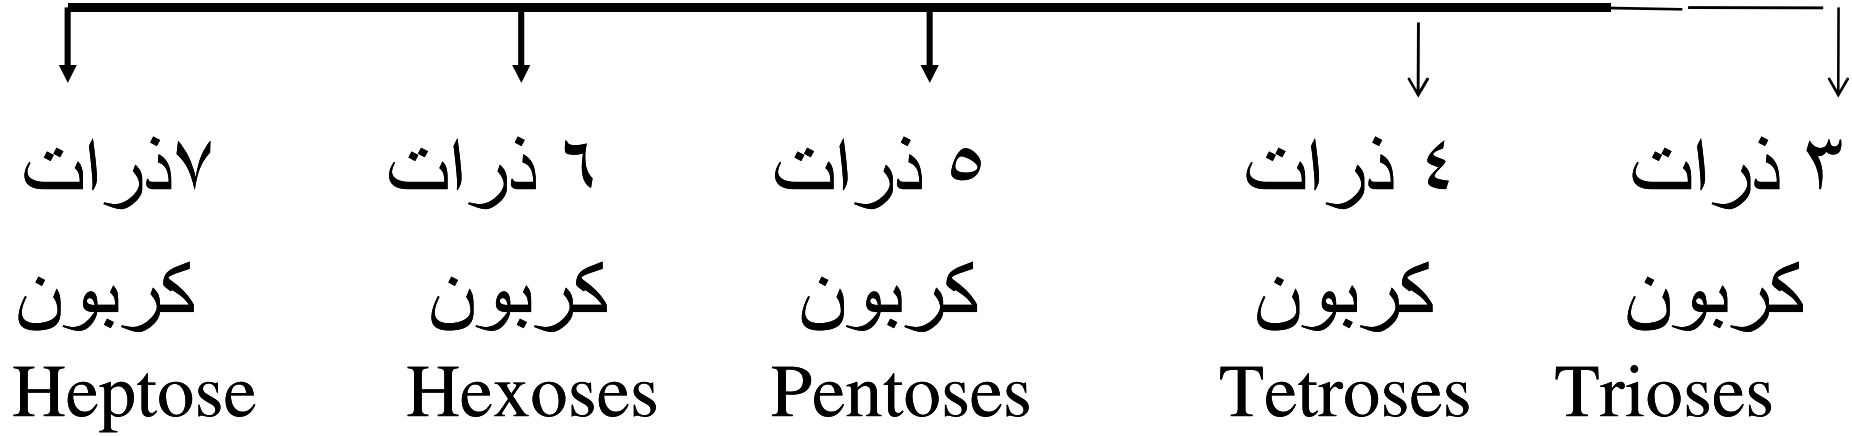 ٣ ذرات ٤ ذرات ٥ ذرات ٦ ذرات ٧ذرات
كربون كربون كربون كربون كربون
Heptose Hexoses Pentoses Tetroses Trioses